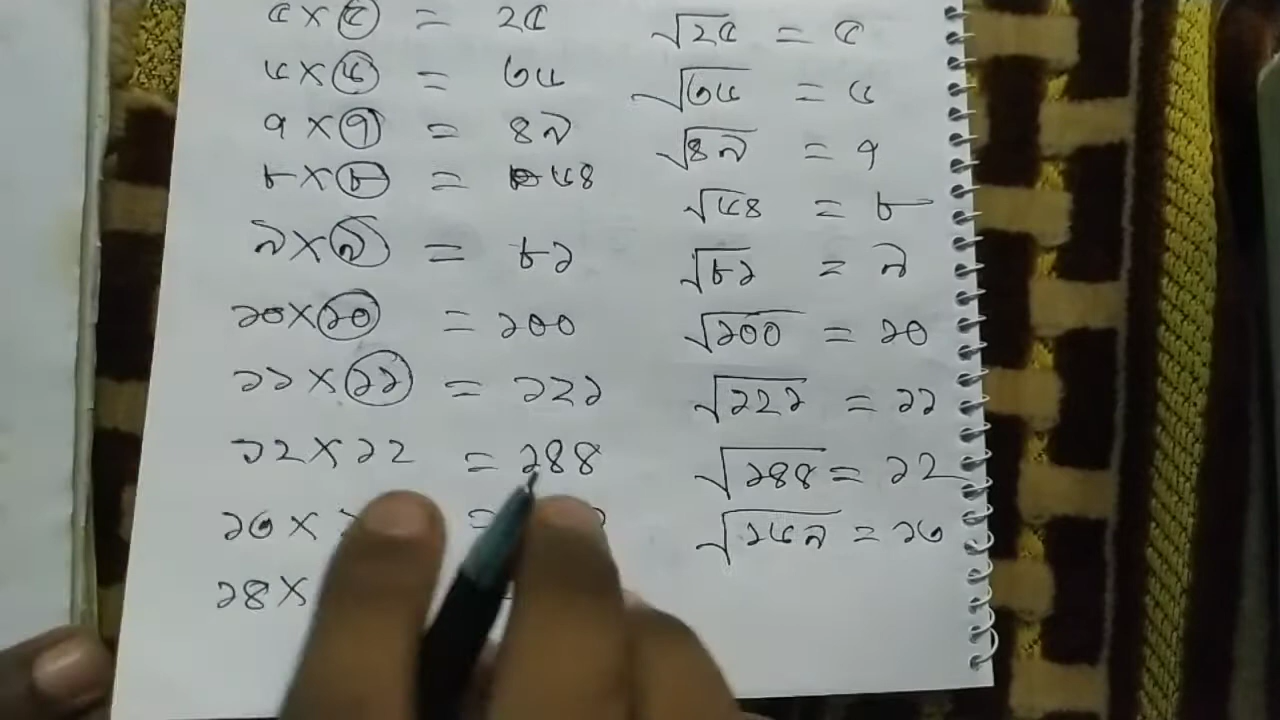 ৫ × ৫ = ২৫ √২৫ = ৫
৬ × ৬ = ৩৬ √৩৬ = ৬
৭ × ৭ = ৪৯ √৪৯ = ৭
৮ × ৮ = ৬৪ √৬৪ = ৮
৯ × ৯ = ৮১ √৮১ = ৯
১০ × ১০ = ১০০ √১০০ = ১০
১১ × ১১ = ১২১ √১২১ = ১১
১২ × ১২ = ১৪৪ √১৪৪ = ১২
১৩ × = √১৬৯ = ১৩
১৪ ×